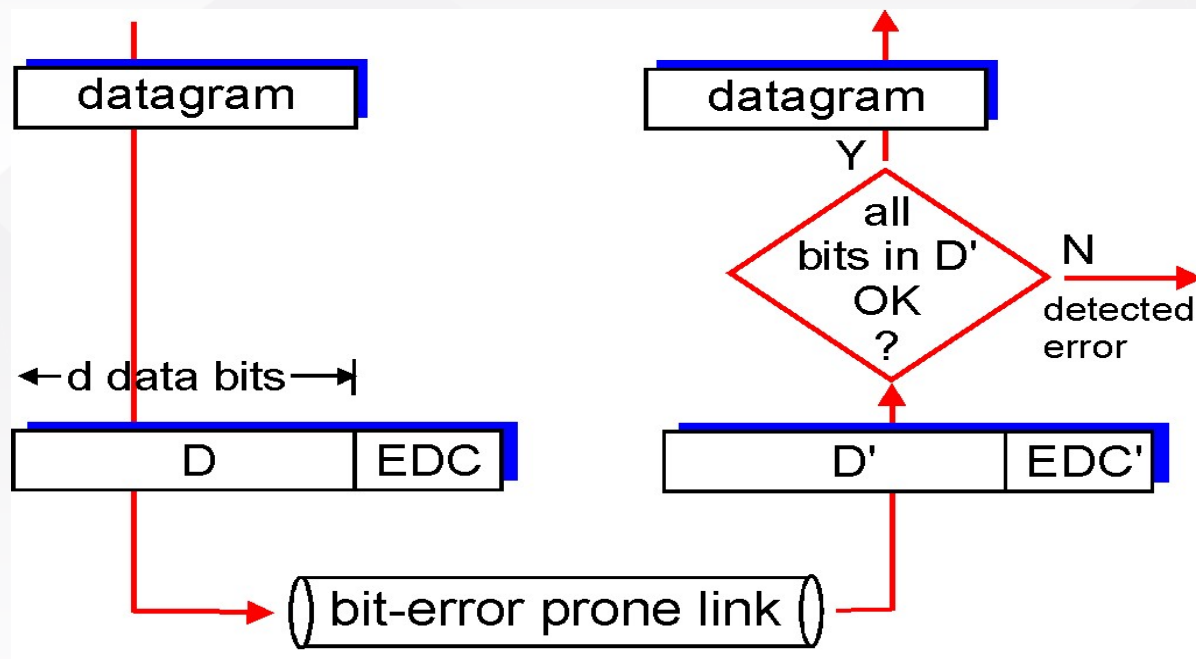 datagram
d data bits
D
EDC
bit-error prone link
D'
EDC'
all
bits in D'
OK
?
Y
N
detected
error
datagram